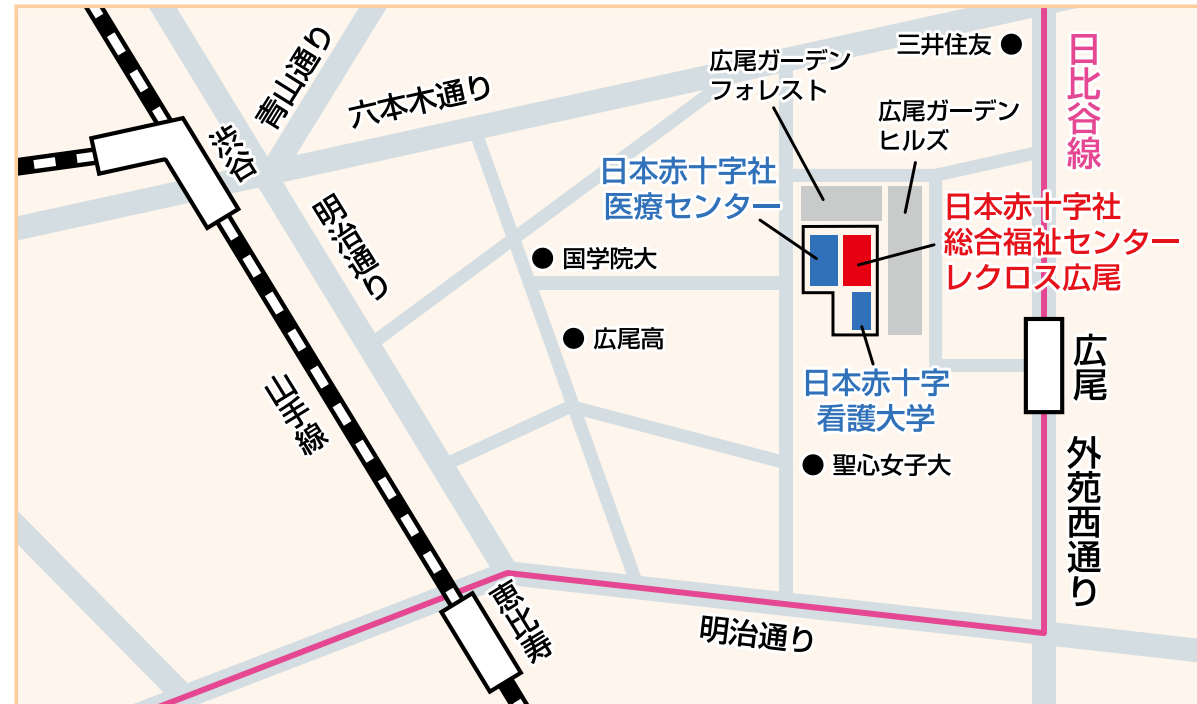 三井住友
日比谷線
青山通り
六本木通り
広尾ガーデン
フォレスト
広尾ガーデン
ヒルズ
渋谷
日本赤十字社
医療センター
明治通り
日本赤十字社
総合福祉センター
レクロス広尾
国学院大
広尾高
広尾
山手線
日本赤十字
看護大学
聖心女子大
外苑西通り
恵比寿
明治通り